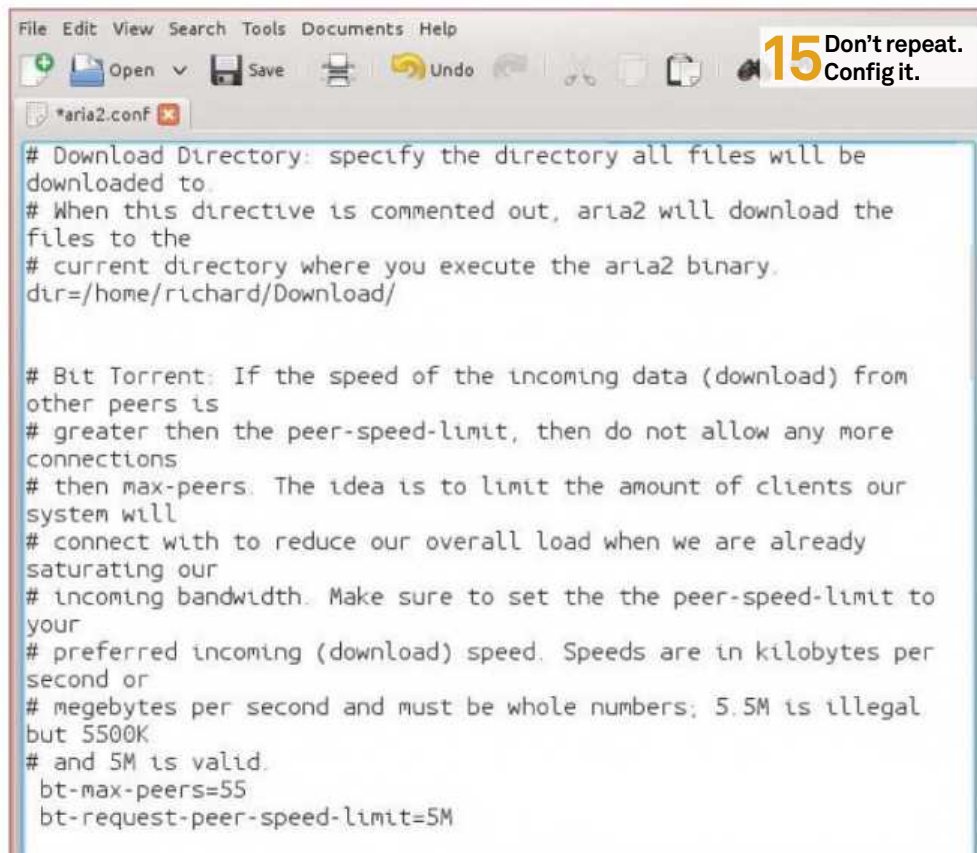 File Edit View Search Tools Documents Help
15 Don't repeat.
Config it.
Open Save Undo
*aria2.conf
# Download Directory: specify the directory all files will be
downloaded to.
# When this directive is commented out, aria2 will download the
files to the
# current directory where you execute the aria2 binary.
dir=/home/richard/Download/
# Bit Torrent: If the speed of the incoming data (download) from
other peers is
# greater then the peer-speed-limit, then do not allow any more
connections
# then max-peers. The idea is to limit the amount of clients our
system will
# connect with to reduce our overall load when we are already
saturating our
# incoming bandwidth. Make sure to set the the peer-speed-limit to
your
# preferred incoming (download) speed. Speeds are in kilobytes per
second or
# megebytes per second and must be whole numbers; 5.5M is illegal
but 5500K
# and 5M is valid.
bt-max-peers=55
bt-request-peer-speed-limit=5M